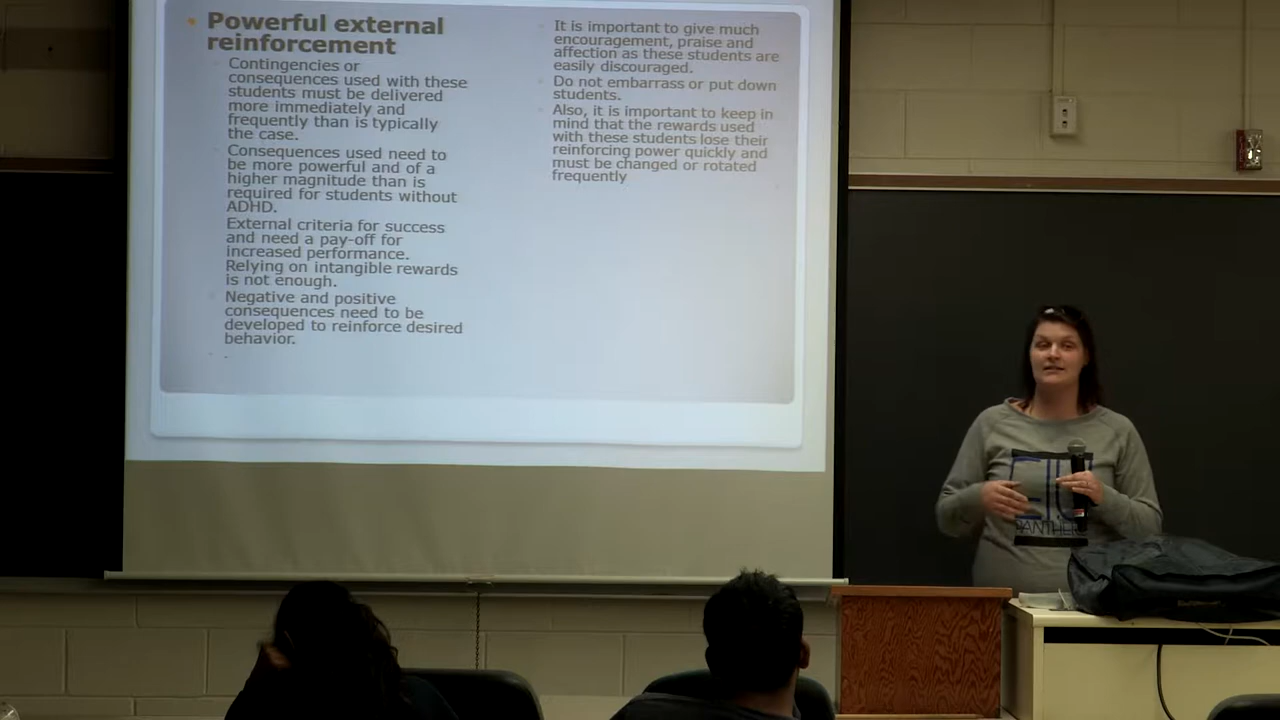 Powerful external
reinforcement
Contingencies or
consequences used with these
students must be delivered
more immediately and
frequently than is typically
the case.
Consequences used need to
be more powerful and of a
higher magnitude than is
required for students without
ADHD.
External criteria for success
and need a pay-off for
increased performance.
Relying on intangible rewards
is not enough.
Negative and positive
consequences need to be
developed to reinforce desired
behavior.
.
It is important to give much
encouragement, praise and
affection as these students are
easily discouraged.
Do not embarrass or put down
students.
Also, it is important to keep in
mind that the rewards used
with these students lose their
reinforcing power quickly and
must be changed or rotated
frequently
EIU
PANTHERS